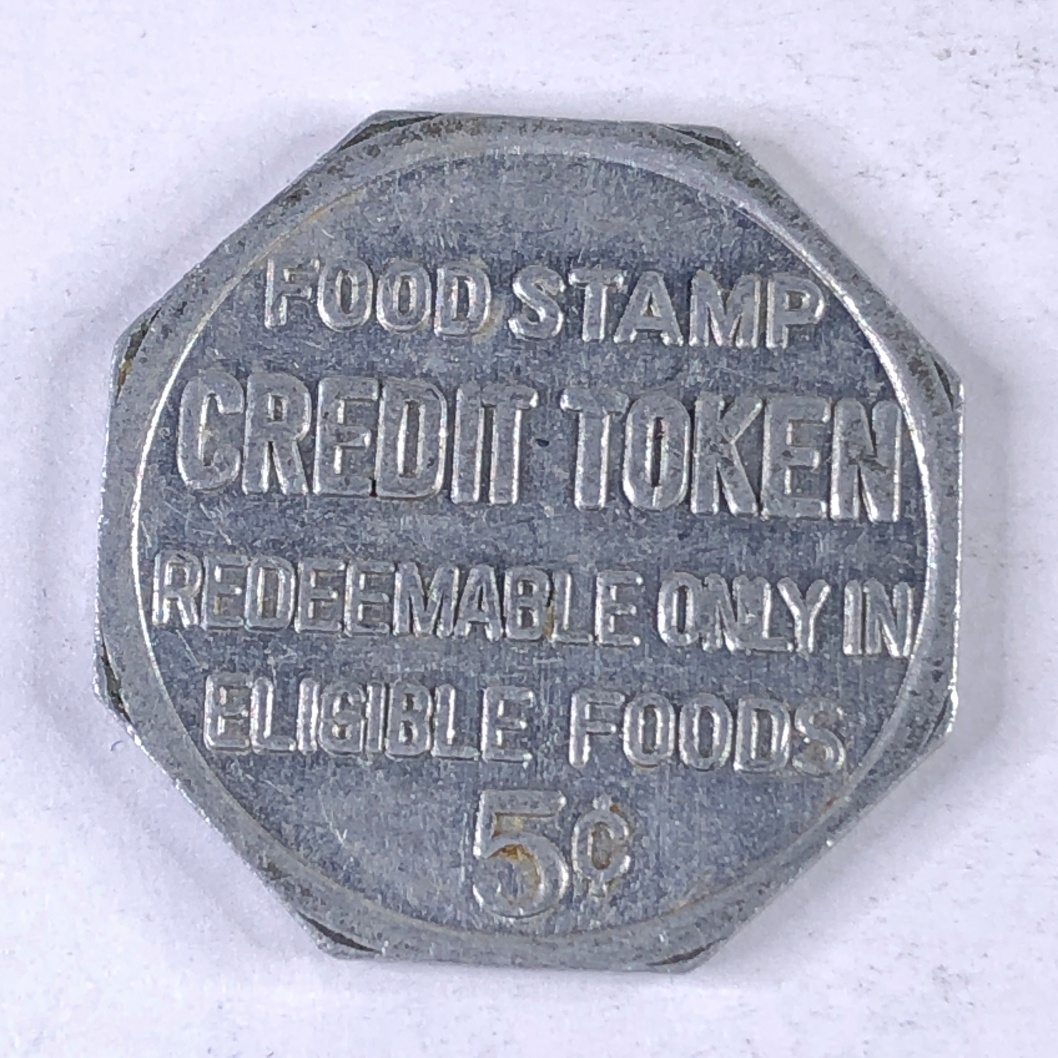 FOOD STAMP
CREDIT TOKEN
REDEEMABLE ONLY IN
ELIGIBLE FOODS
5¢